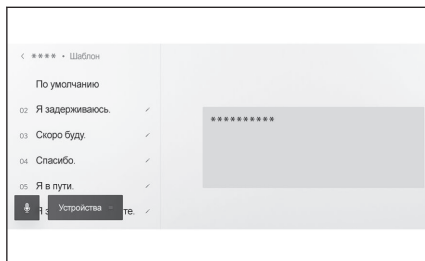 **** • Шаблон
По умолчанию
02 Я задерживаюсь.
03 Скоро буду.
04 Спасибо.
05 Я в пути.
Я
те.
Устройства
**********